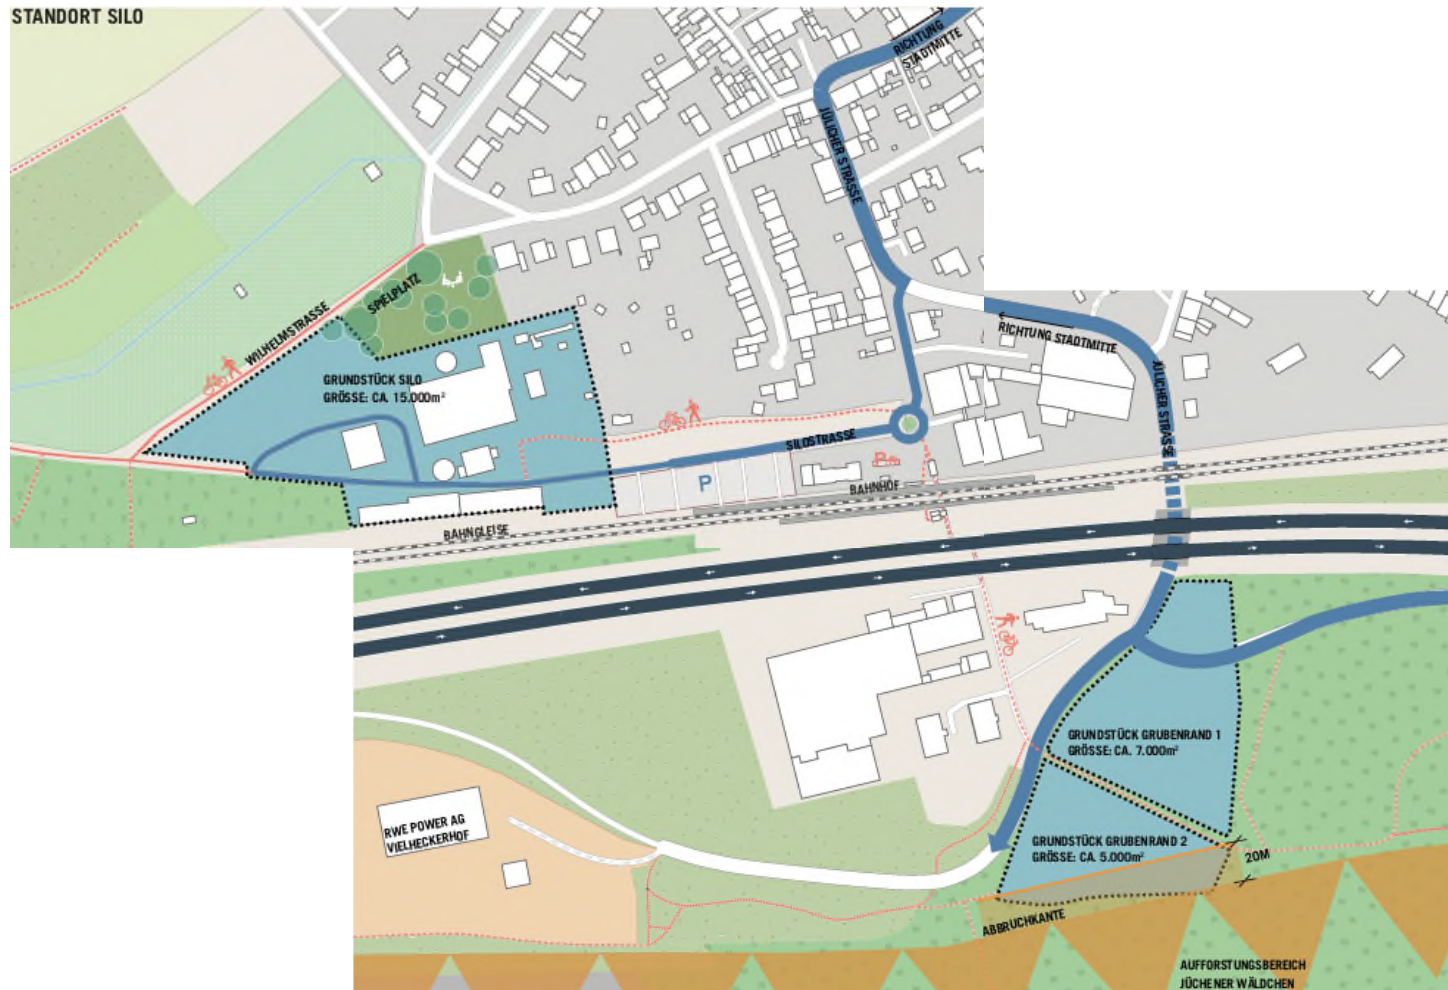 STANDORT SILO
RICHTUNG
STADTMITTE
JÜLICHER STRASSE
SPIELPLATZ
WILHELMSTRASSE
RICHTUNG STADTMITTE
JÜLICHER STRASSE
GRUNDSTÜCK SILO
GRÖSSE: CA. 15.000m²
SILOSTRASSE
P
P
BAHNHOF
BAHNGLEISE
GRUNDSTÜCK GRUBENRAND 1
GRÖSSE: CA. 7.000m²
RWE POWER AG
VIELHECKERHOF
GRUNDSTÜCK GRUBENRAND 2
GRÖSSE: CA. 5.000m²
20M
ABBRUCHKANTE
AUFFORSTUNGSBEREICH
JÜCHENER WÄLDCHEN